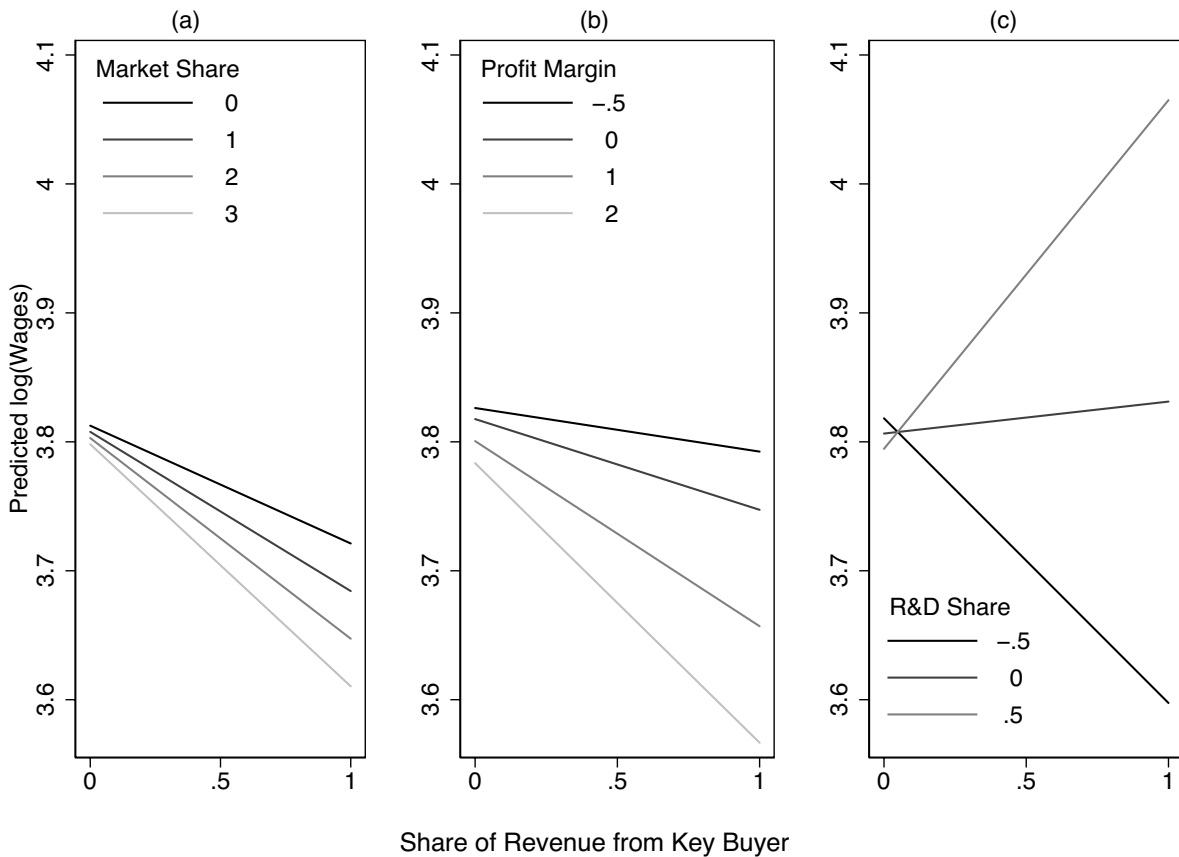 (a)
Market Share
0
1
2
3
(b)
Profit Margin
−.5
0
1
2
(c)
R&D Share
−.5
0
.5
Predicted log(Wages)
4.1
4
3.9
3.8
3.7
3.6
0 .5 1
4.1
4
3.9
3.8
3.7
3.6
0 .5 1
4.1
4
3.9
3.8
3.7
3.6
0 .5 1
Share of Revenue from Key Buyer